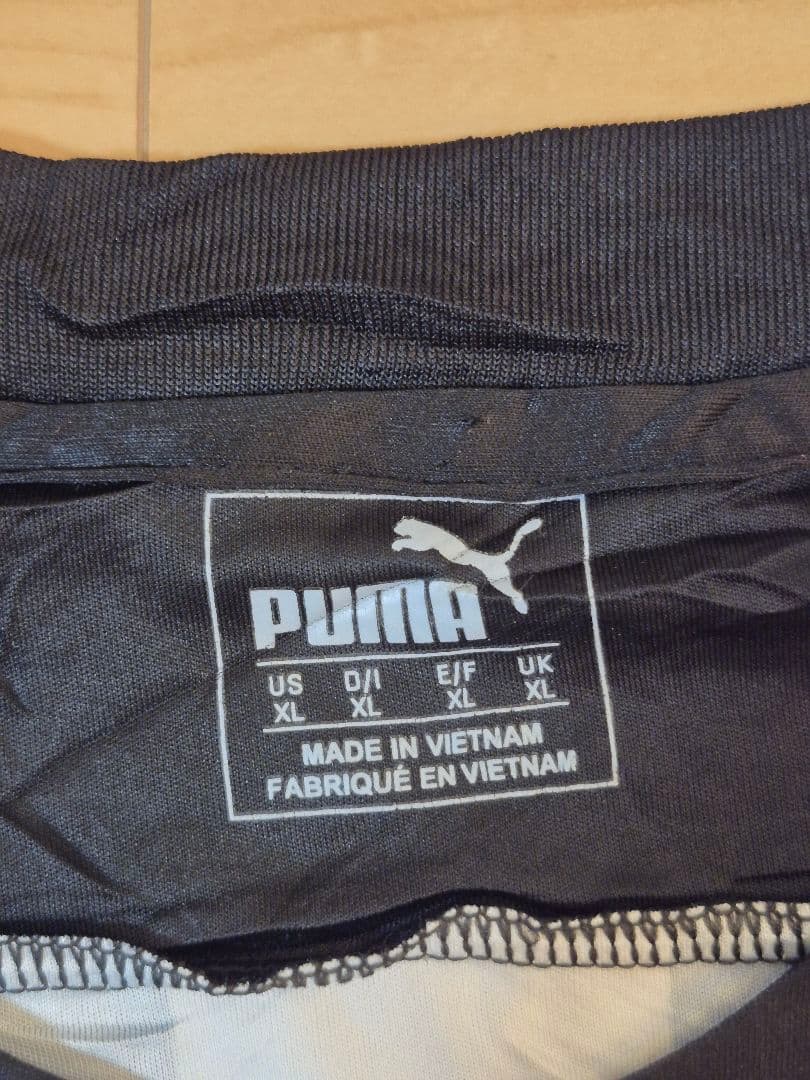 PUMA
US D/I E/F UK
XL XL XL XL
MADE IN VIETNAM
FABRIQUÉ EN VIETNAM